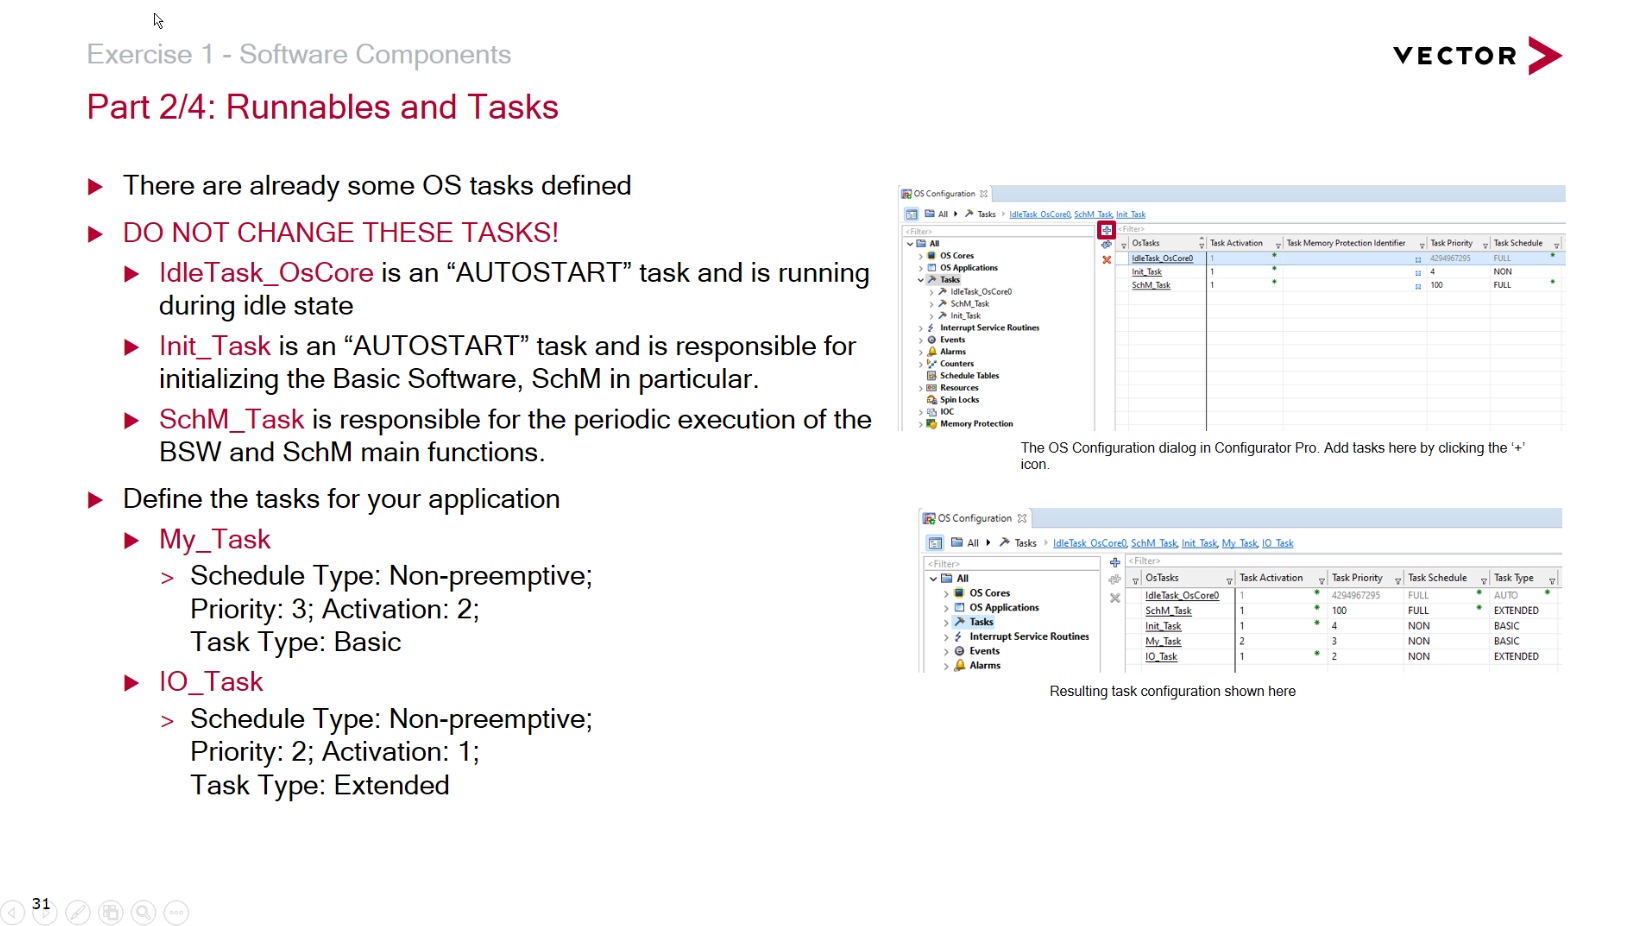 Exercise 1 - Software Components
VECTOR
Part 2/4: Runnables and Tasks
There are already some OS tasks defined
DO NOT CHANGE THESE TASKS!
IdleTask_OsCore is an “AUTOSTART” task and is running
during idle state
Init_Task is an “AUTOSTART” task and is responsible for
initializing the Basic Software, SchM in particular.
SchM_Task is responsible for the periodic execution of the
BSW and SchM main functions.
Define the tasks for your application
My_Task
> Schedule Type: Non-preemptive;
Priority: 3; Activation: 2;
Task Type: Basic
IO_Task
> Schedule Type: Non-preemptive;
Priority: 2; Activation: 1;
Task Type: Extended
OS Configuration
All Tasks IdleTask_OsCore0, SchM_Task, Init_Task
<Filter>
All
OS Cores
OS Applications
Tasks
IdleTask_OsCore0
SchM_Task
Init_Task
Interrupt Service Routines
Events
Alarms
Counters
Schedule Tables
Resources
Spin Locks
IOC
Memory Protection
<Filter>
OsTasks Task Activation Task Memory Protection Identifier Task Priority Task Schedule
IdleTask_OsCore0 1 4294967295 FULL
Init_Task 1 4 NON
SchM_Task 1 100 FULL
The OS Configuration dialog in Configurator Pro. Add tasks here by clicking the ‘+’
icon.
OS Configuration
All Tasks IdleTask_OsCore0, SchM_Task, Init_Task, My_Task, IO_Task
<Filter>
All
OS Cores
OS Applications
Tasks
Interrupt Service Routines
Events
Alarms
<Filter>
OsTasks Task Activation Task Priority Task Schedule Task Type
IdleTask_OsCore0 1 4294967295 FULL AUTO
SchM_Task 1 100 FULL EXTENDED
Init_Task 1 4 NON BASIC
My_Task 2 3 NON BASIC
IO_Task 1 2 NON EXTENDED
Resulting task configuration shown here
31